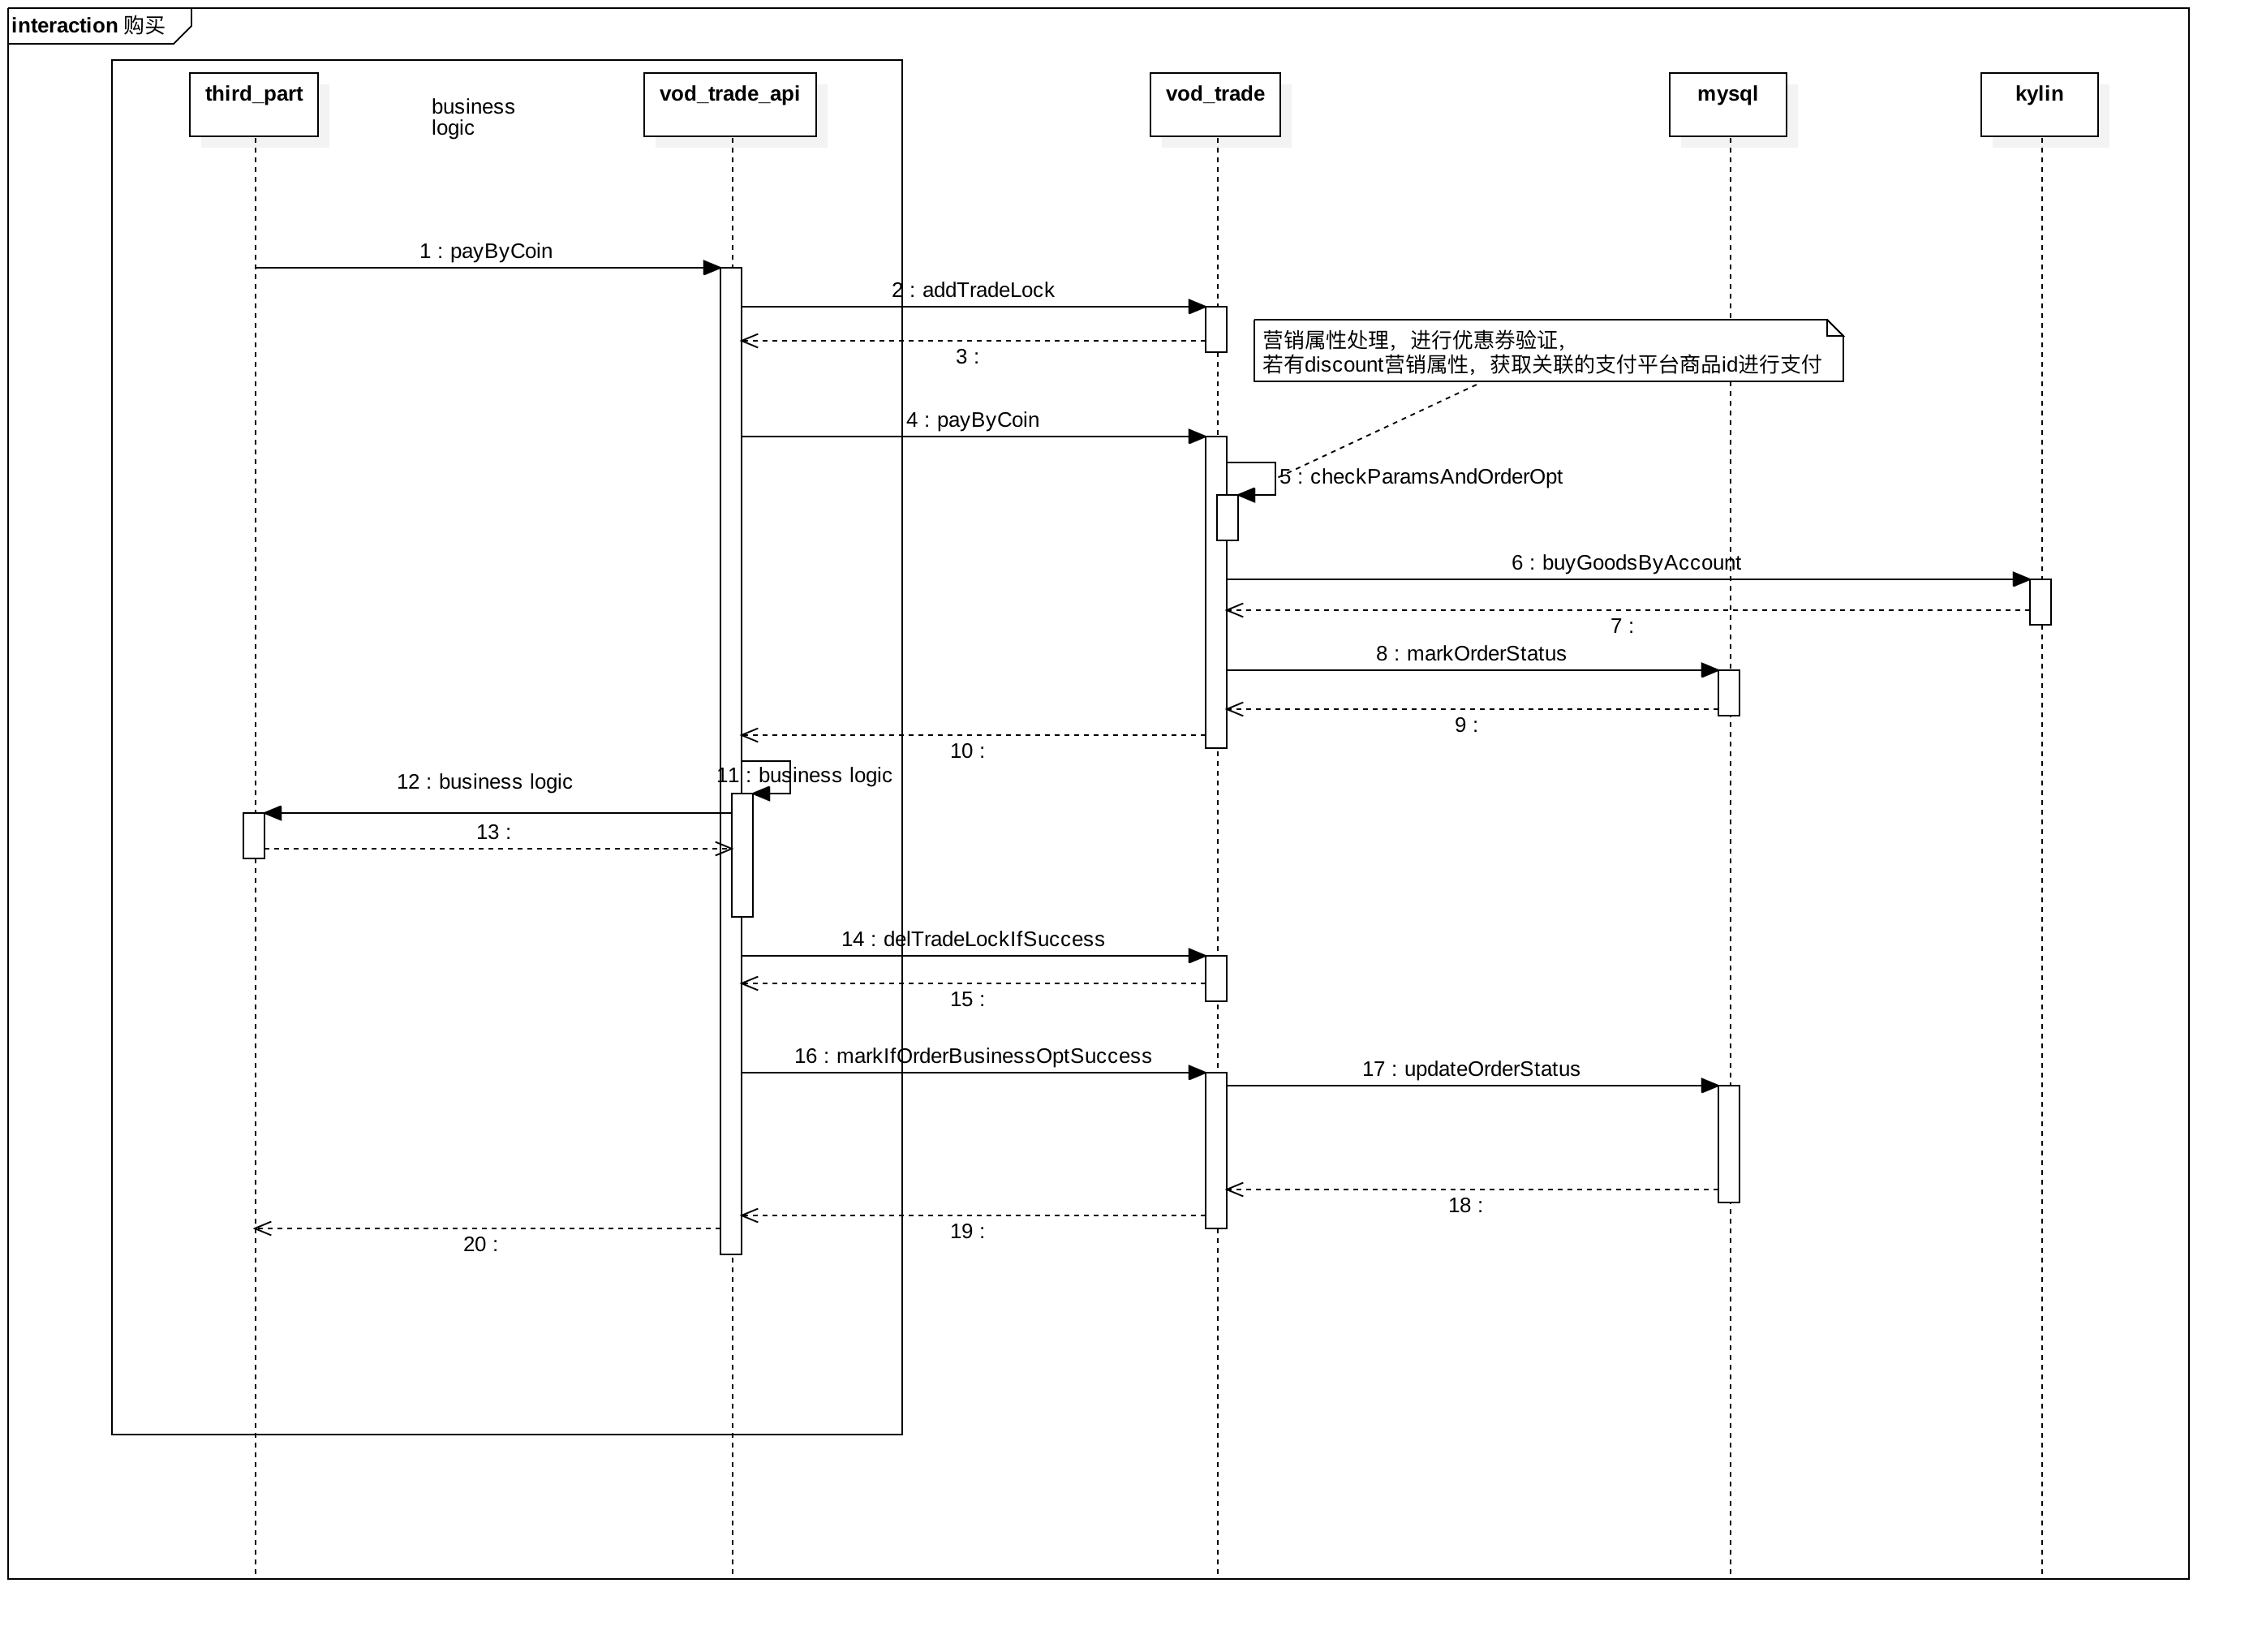 interaction 购买
third_part
business
logic
vod_trade_api
vod_trade
mysql
kylin
1 : payByCoin
2 : addTradeLock
3 :
营销属性处理，进行优惠券验证，
若有discount营销属性，获取关联的支付平台商品id进行支付
4 : payByCoin
5 : checkParamsAndOrderOpt
6 : buyGoodsByAccount
7 :
8 : markOrderStatus
9 :
10 :
11 : business logic
12 : business logic
13 :
14 : delTradeLockIfSuccess
15 :
16 : markIfOrderBusinessOptSuccess
17 : updateOrderStatus
18 :
19 :
20 :